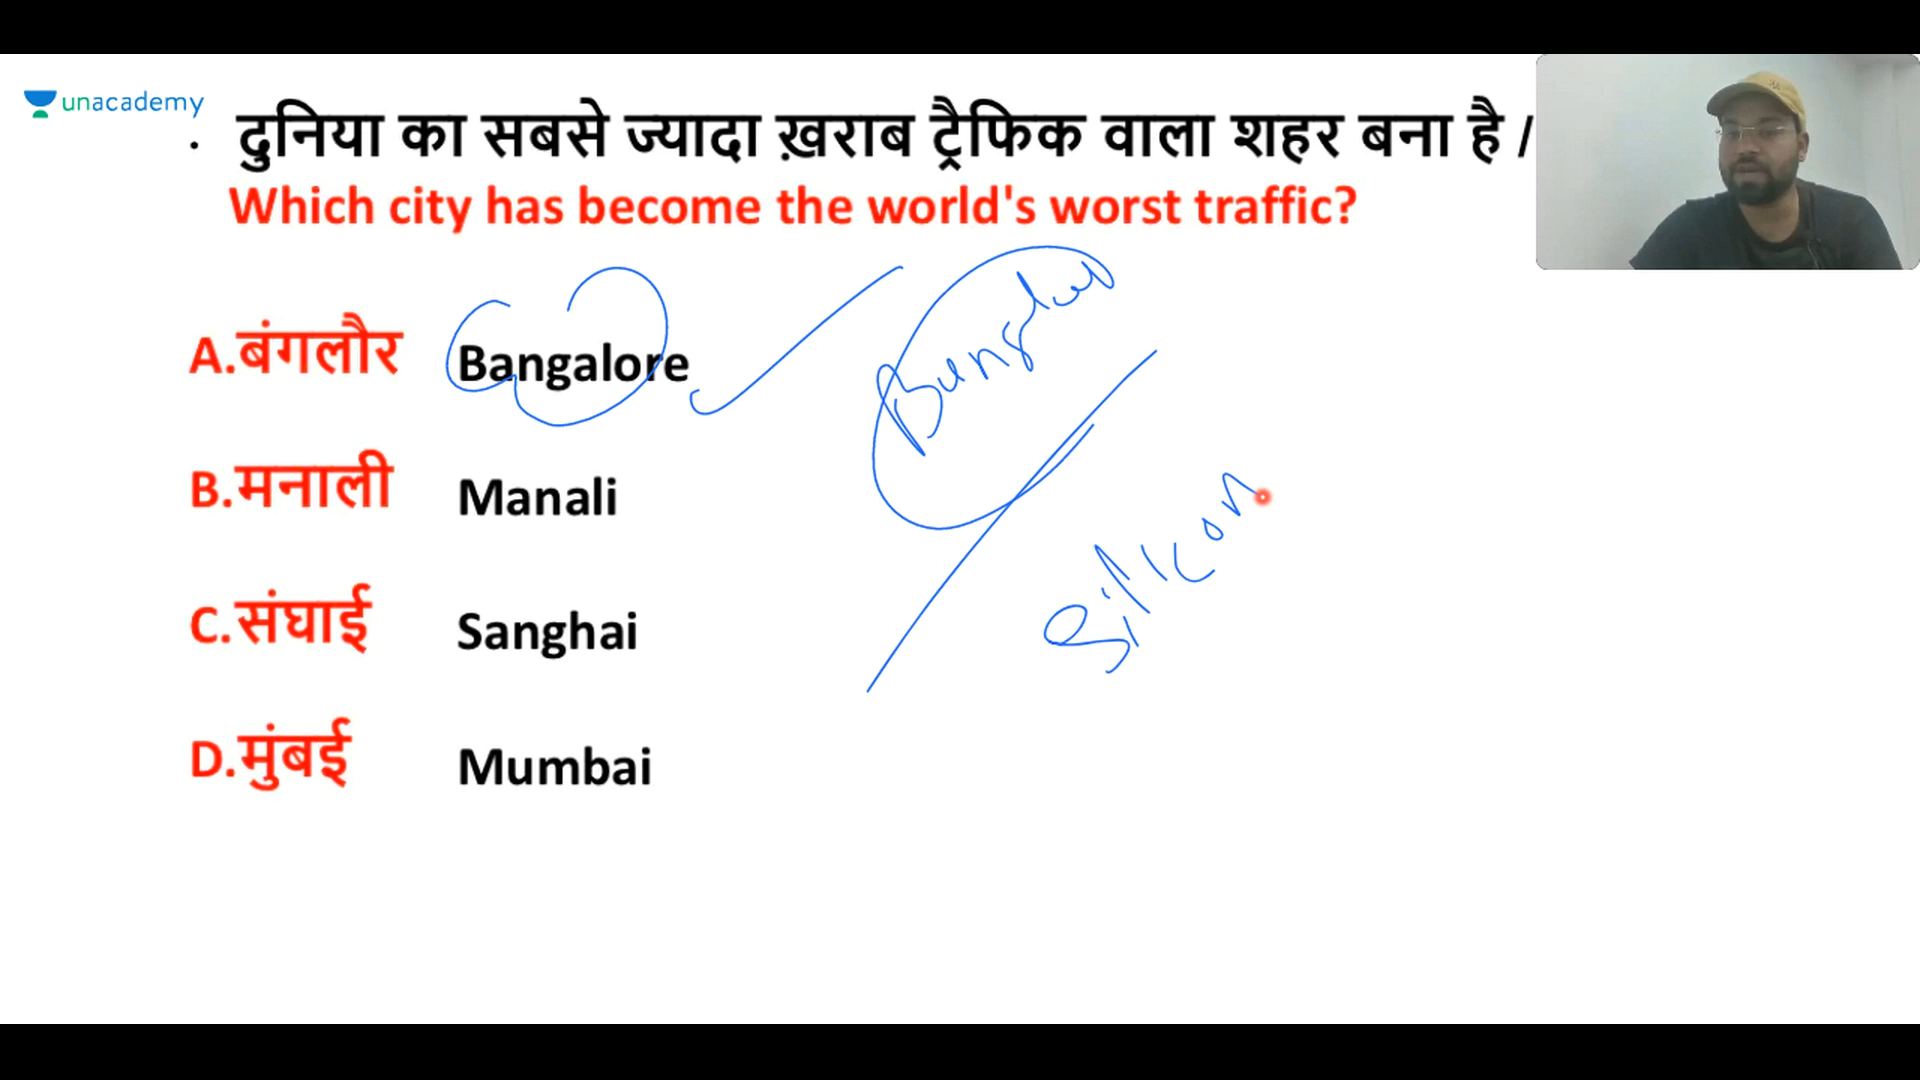 unacademy
• दुनिया का सबसे ज्यादा ख़राब ट्रैफिक वाला शहर बना है /
Which city has become the world's worst traffic?
A.बंगलौर Bangalore
B.मनाली Manali
C.संघाई Sanghai
D.मुंबई Mumbai
Silicon